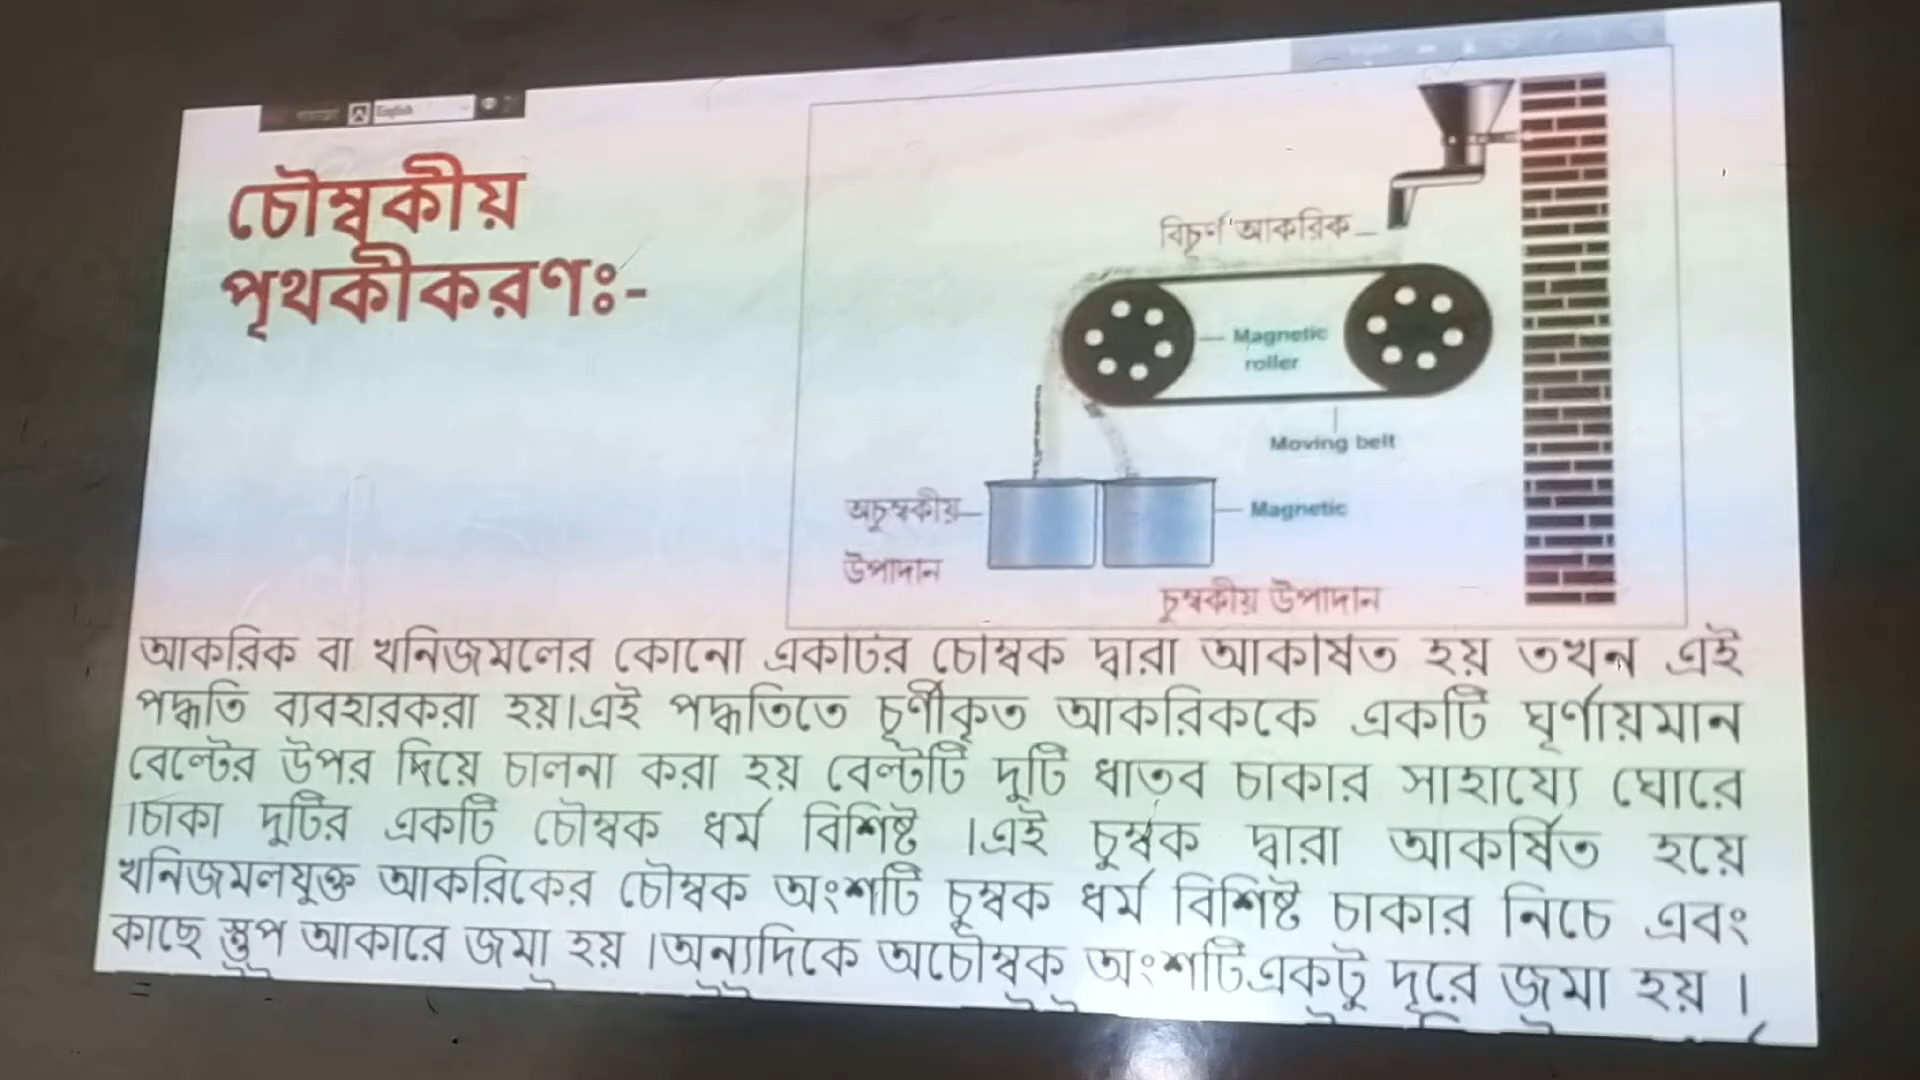 English
চৌম্বকীয়
পৃথকীকরণঃ-
বিচূর্ণ আকরিক
Magnetic
roller
Moving belt
অচুম্বকীয়
উপাদান
Magnetic
চুম্বকীয় উপাদান
আকরিক বা খনিজমলের কোনো একটির চৌম্বক দ্বারা আকর্ষিত হয় তখন এই
পদ্ধতি ব্যবহারকরা হয়।এই পদ্ধতিতে চূর্ণীকৃত আকরিককে একটি ঘূর্ণায়মান
বেল্টের উপর দিয়ে চালনা করা হয় বেল্টটি দুটি ধাতব চাকার সাহায্যে ঘোরে
।চাকা দুটির একটি চৌম্বক ধর্ম বিশিষ্ট ।এই চুম্বক দ্বারা আকর্ষিত হয়ে
খনিজমলযুক্ত আকরিকের চৌম্বক অংশটি চুম্বক ধর্ম বিশিষ্ট চাকার নিচে এবং
কাছে স্তুপ আকারে জমা হয় ।অন্যদিকে অচৌম্বক অংশটিএকটু দূরে জমা হয় ।